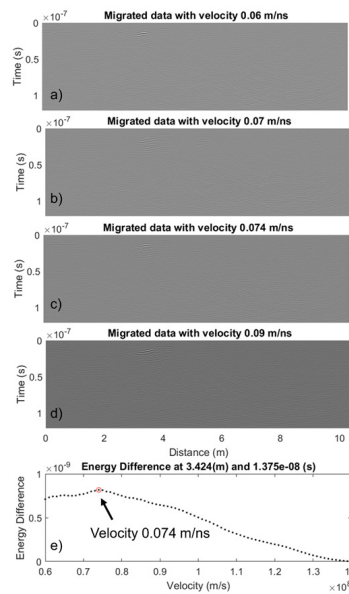 ×10⁻⁷ Migrated data with velocity 0.06 m/ns
0
Time (s)
0.5
1
a)
×10⁻⁷ Migrated data with velocity 0.07 m/ns
0
Time (s)
0.5
1
b)
×10⁻⁷ Migrated data with velocity 0.074 m/ns
0
Time (s)
0.5
1
c)
×10⁻⁷ Migrated data with velocity 0.09 m/ns
0
Time (s)
0.5
1
d)
0 2 4 6 8 10
Distance (m)
×10⁻⁹ Energy Difference at 3.424(m) and 1.375e-08 (s)
1
Energy Difference
0.5
0
e)
Velocity 0.074 m/ns
0.6 0.7 0.8 0.9 1 1.1 1.2 1.3
Velocity (m/s)